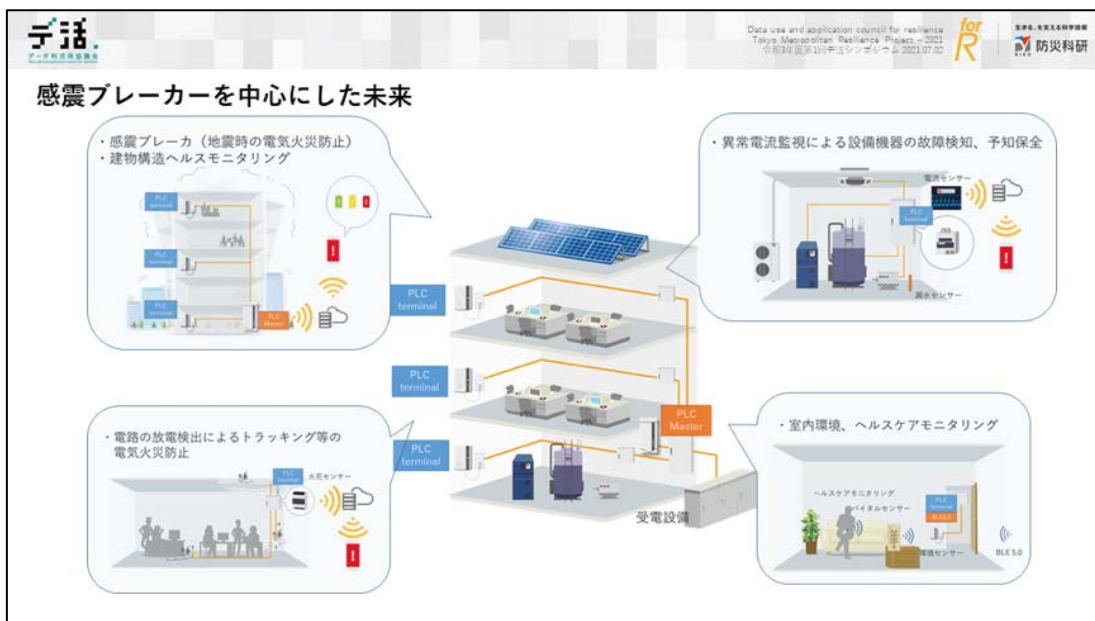 デ活.
データ利活用協議会
Data use and application council for resilience
Tokyo Metropolitan Resilience Project – 2021
令和3年度第1回デ活シンポジウム 2021.07.02
for R
生きる、を支える科学技術
防災科研
感震ブレーカーを中心にした未来
・感震ブレーカ（地震時の電気火災防止）
・建物構造ヘルスモニタリング
PLC
terminal
PLC
terminal
PLC
terminal
PLC
Master
・異常電流監視による設備機器の故障検知、予知保全
電流センサー
PLC
terminal
漏水センサー
PLC
terminal
PLC
terminal
PLC
terminal
PLC
Master
受電設備
・電路の放電検出によるトラッキング等の
電気火災防止
PLC
terminal
火花センサー
・室内環境、ヘルスケアモニタリング
ヘルスケアモニタリング
バイタルセンサー
PLC
terminal
環境センサー
BLE 5.0